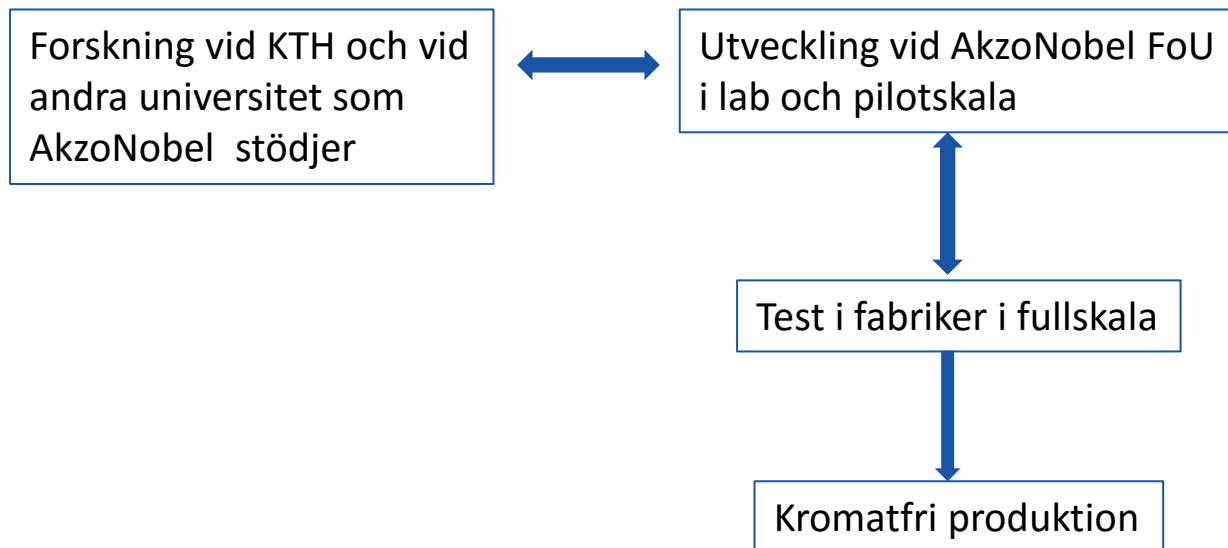 Forskning vid KTH och vid
andra universitet som
AkzoNobel stödjer
Utveckling vid AkzoNobel FoU
i lab och pilotskala
Test i fabriker i fullskala
Kromatfri produktion